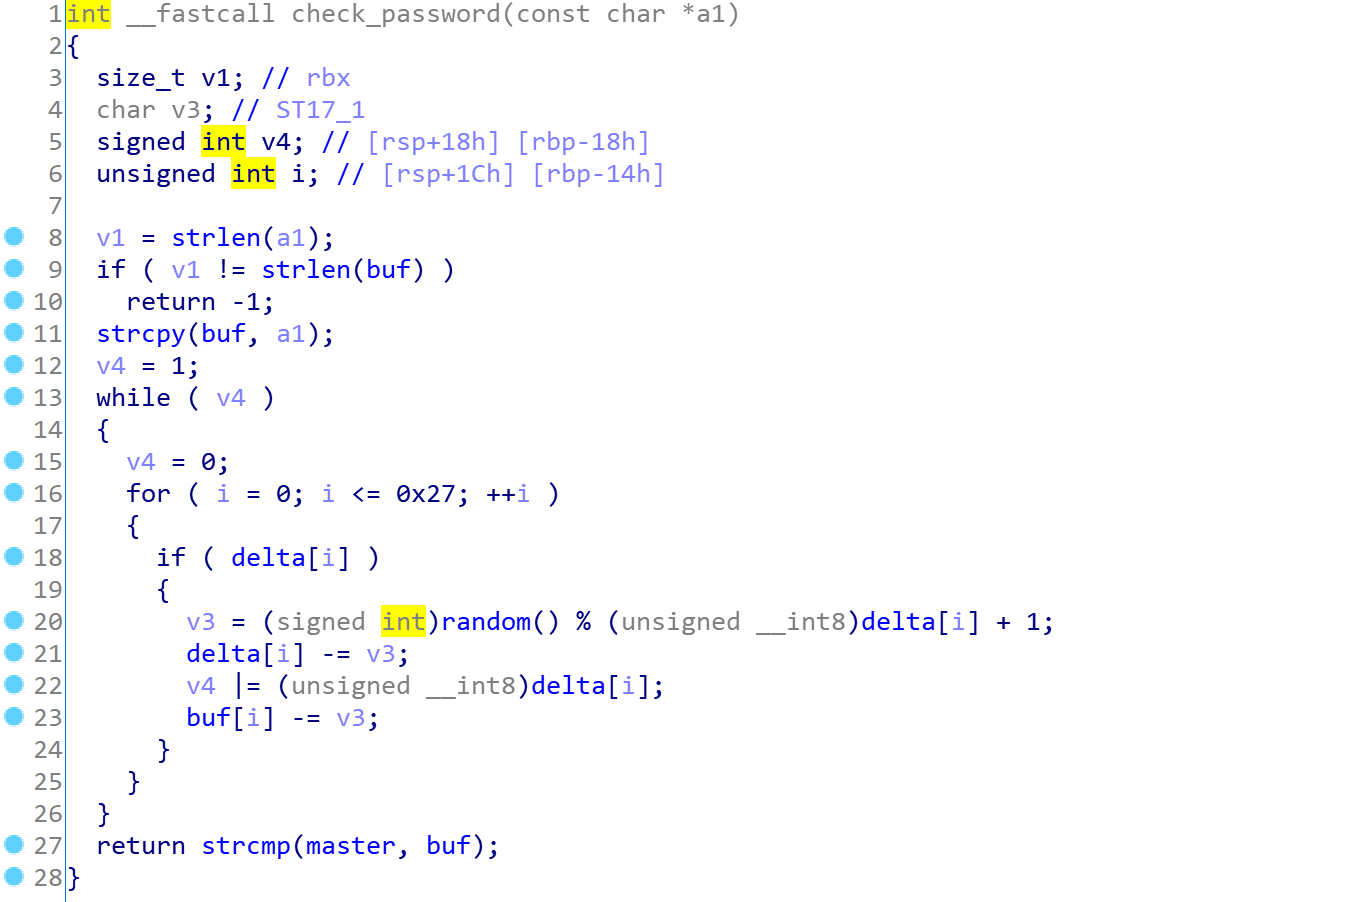 1 int __fastcall check_password(const char *a1)
2 {
3   size_t v1; // rbx
4   char v3; // ST17_1
5   signed int v4; // [rsp+18h] [rbp-18h]
6   unsigned int i; // [rsp+1Ch] [rbp-14h]
7
8   v1 = strlen(a1);
9   if ( v1 != strlen(buf) )
10     return -1;
11   strcpy(buf, a1);
12   v4 = 1;
13   while ( v4 )
14   {
15     v4 = 0;
16     for ( i = 0; i <= 0x27; ++i )
17     {
18       if ( delta[i] )
19       {
20         v3 = (signed int)random() % (unsigned __int8)delta[i] + 1;
21         delta[i] -= v3;
22         v4 |= (unsigned __int8)delta[i];
23         buf[i] -= v3;
24       }
25     }
26   }
27   return strcmp(master, buf);
28 }